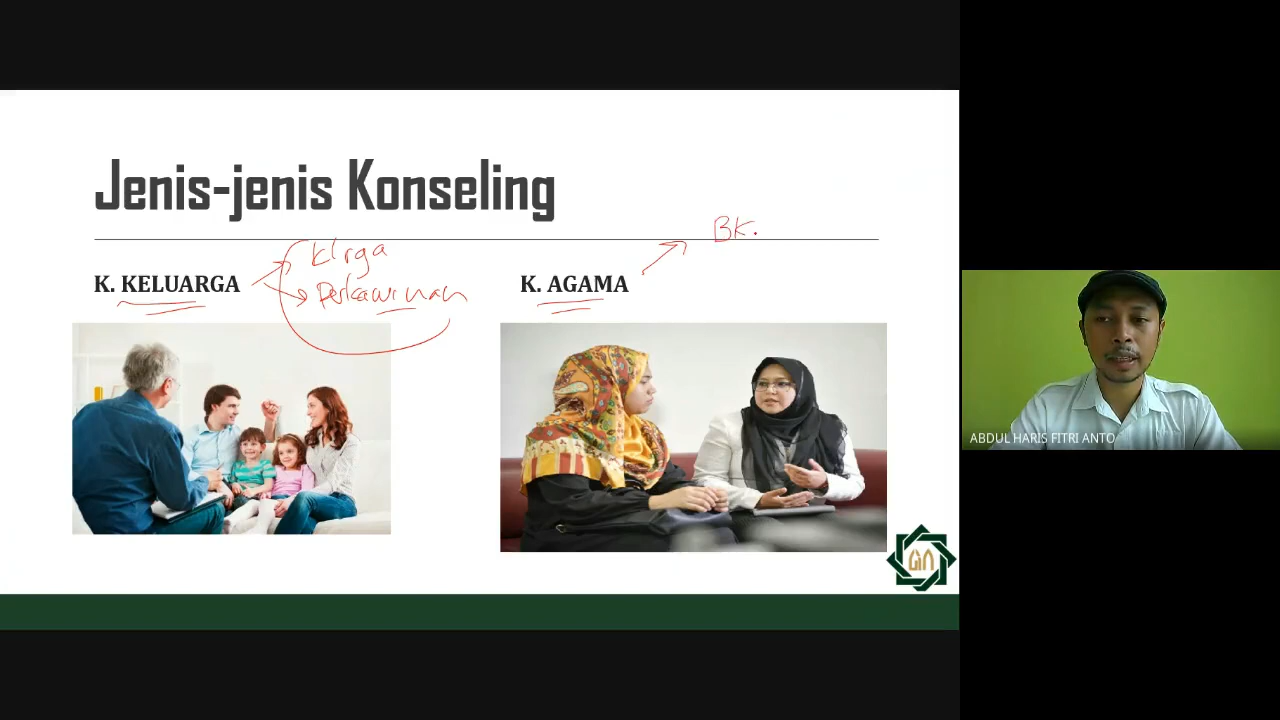 Jenis-jenis Konseling
BK.
Klrga
K. KELUARGA
Perkawinan
K. AGAMA
ABDUL HARIS FITRI ANTO